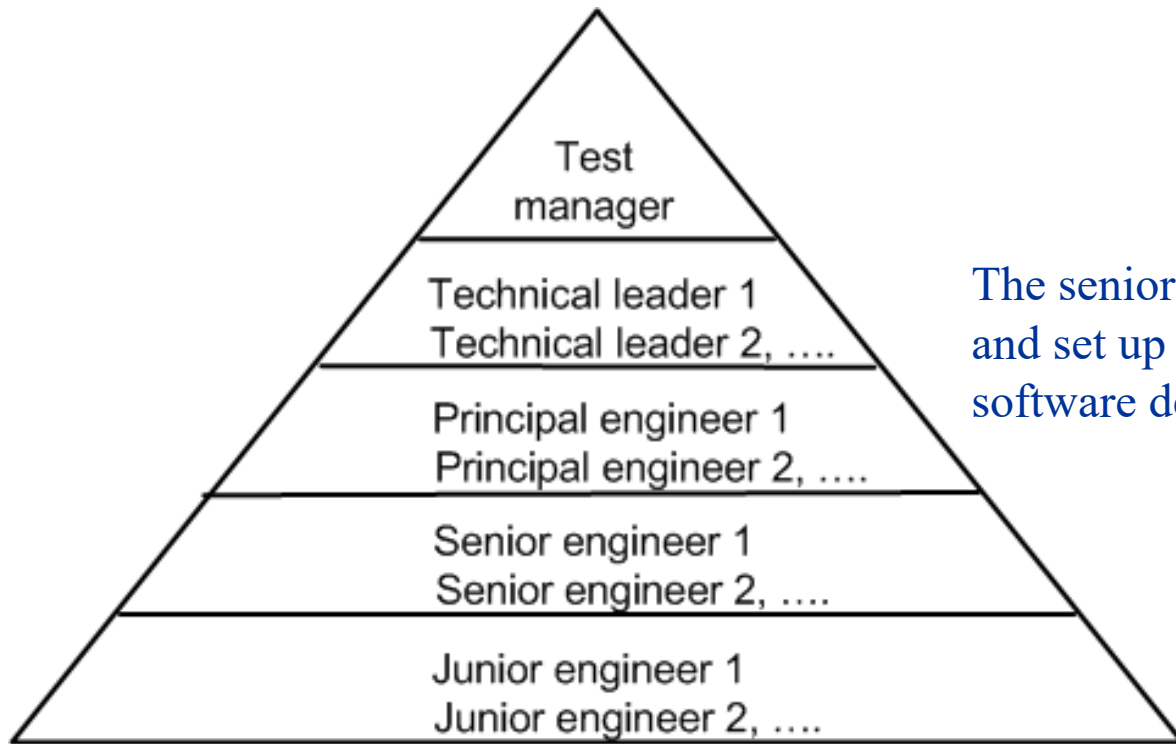 Test
manager
Technical leader 1
Technical leader 2, ....
Principal engineer 1
Principal engineer 2, ....
Senior engineer 1
Senior engineer 2, ....
Junior engineer 1
Junior engineer 2, ....
The senior
and set up
software